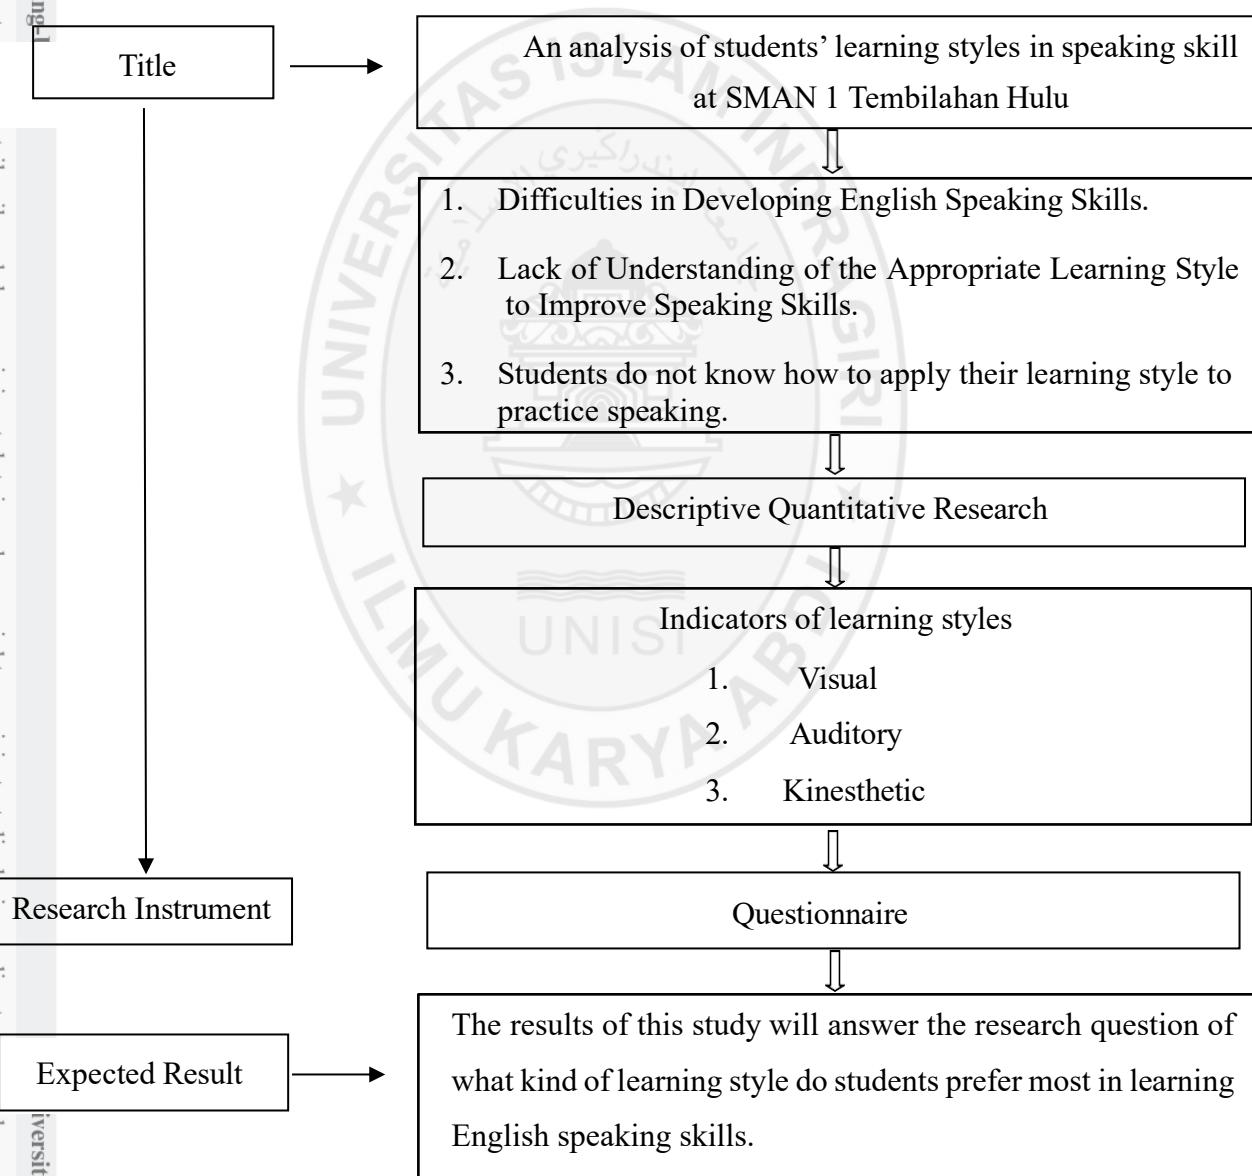 Title
An analysis of students’ learning styles in speaking skill
at SMAN 1 Tembilahan Hulu
1. Difficulties in Developing English Speaking Skills.
2. Lack of Understanding of the Appropriate Learning Style
to Improve Speaking Skills.
3. Students do not know how to apply their learning style to
practice speaking.
Descriptive Quantitative Research
Indicators of learning styles
1. Visual
2. Auditory
3. Kinesthetic
Research Instrument
Questionnaire
Expected Result
The results of this study will answer the research question of
what kind of learning style do students prefer most in learning
English speaking skills.
UNIVERSITAS ISLAM INDRAGIRI
ILMU KARYA ABDI
UNISI